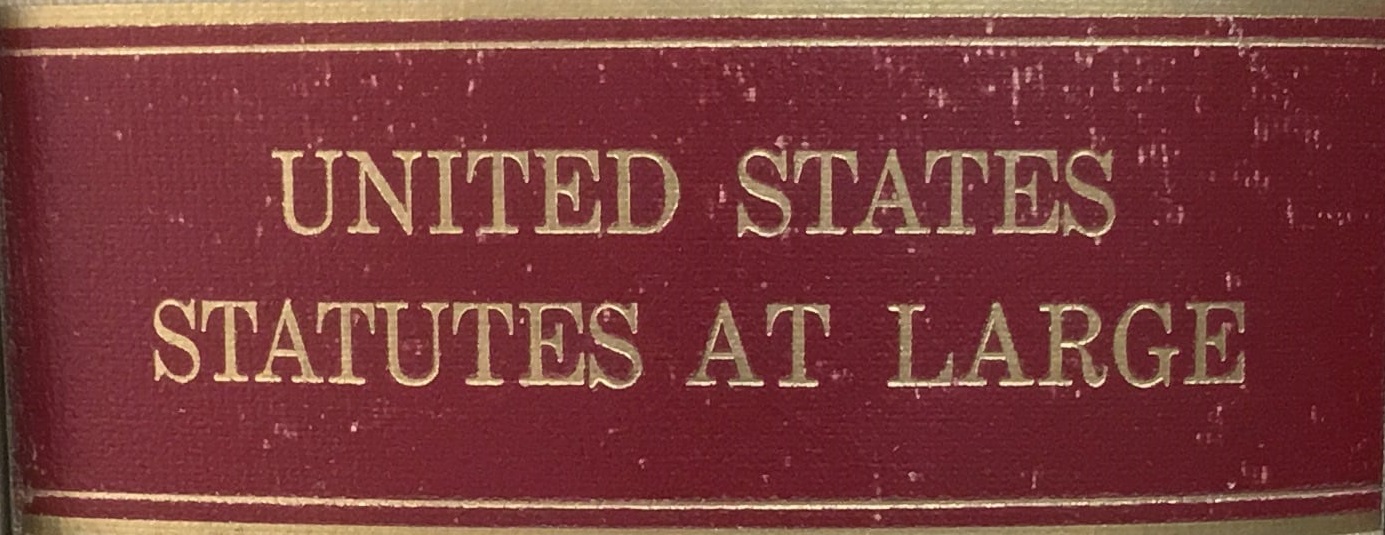 UNITED STATES
STATUTES AT LARGE